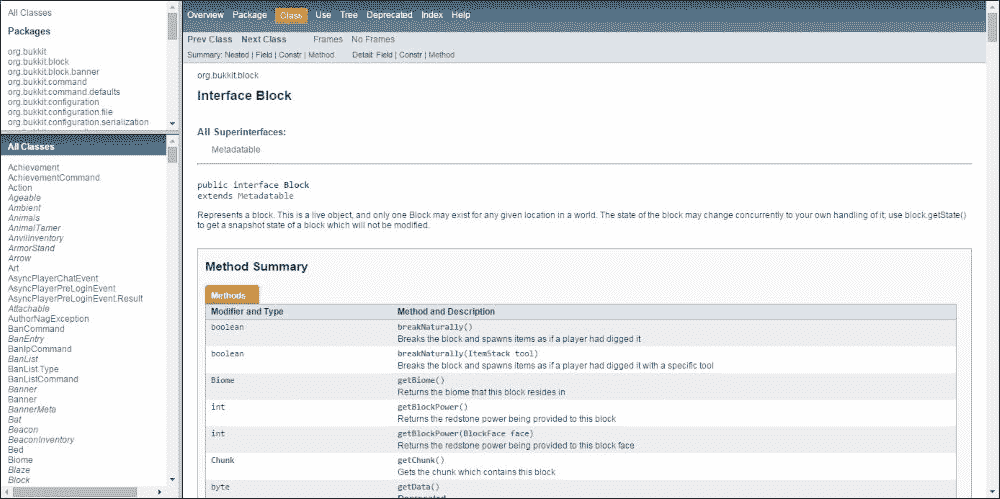 All Classes
Packages
org.bukkit
org.bukkit.block
org.bukkit.block.banner
org.bukkit.command
org.bukkit.command.defaults
org.bukkit.configuration
org.bukkit.configuration.file
org.bukkit.configuration.serialization
All Classes
Achievement
AchievementCommand
Action
Ageable
Ambient
Animals
AnimalTamer
AnvilInventory
ArmorStand
Arrow
Art
AsyncPlayerChatEvent
AsyncPlayerPreLoginEvent
AsyncPlayerPreLoginEvent.Result
Attachable
AuthorNagException
BanCommand
BanEntry
BanIpCommand
BanList
BanList.Type
BanListCommand
Banner
Banner
BannerMeta
Bat
Beacon
BeaconInventory
Bed
Biome
Blaze
Block
Overview Package Class Use Tree Deprecated Index Help
Prev Class Next Class Frames No Frames
Summary: Nested | Field | Constr | Method Detail: Field | Constr | Method
org.bukkit.block
Interface Block
All Superinterfaces:
Metadatable
public interface Block
extends Metadatable
Represents a block. This is a live object, and only one Block may exist for any given location in a world. The state of the block may change concurrently to your own handling of it; use block.getState()
to get a snapshot state of a block which will not be modified.
Method Summary
Methods
Modifier and Type Method and Description
boolean breakNaturally()
Breaks the block and spawns items as if a player had digged it
boolean breakNaturally(ItemStack tool)
Breaks the block and spawns items as if a player had digged it with a specific tool
Biome getBiome()
Returns the biome that this block resides in
int getBlockPower()
Returns the redstone power being provided to this block
int getBlockPower(BlockFace face)
Returns the redstone power being provided to this block face
Chunk getChunk()
Gets the chunk which contains this block
byte getData()